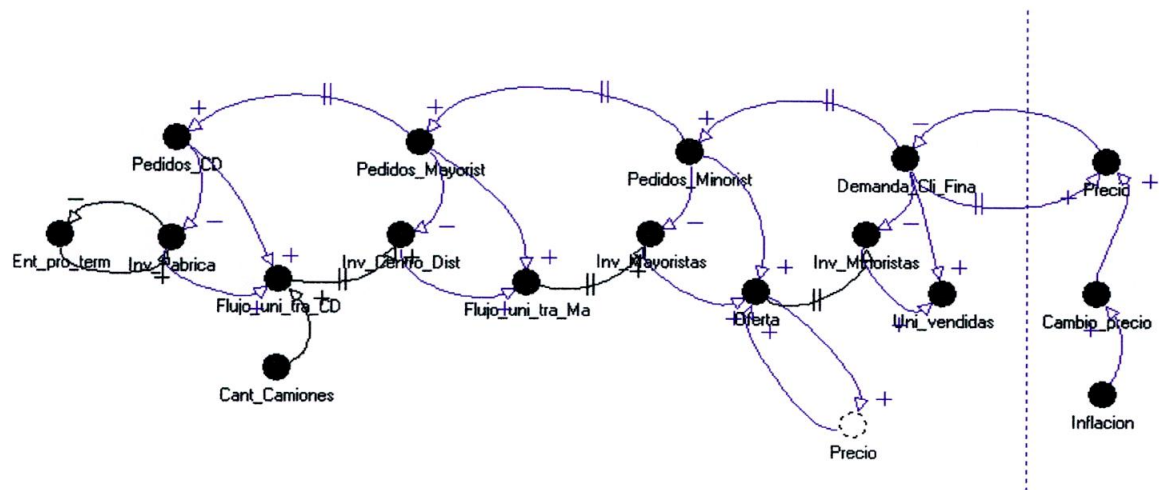 Pedidos_CD
Pedidos_Mayorist
Pedidos_Minorist
Demanda_Cli_Fina
Precio
Ent_pro_term
Inv_Fabrica
Inv_Centro_Dist
Inv_Mayoristas
Inv_Minoristas
Flujo_uni_tra_CD
Flujo_uni_tra_Ma
Oferta
Uni_vendidas
Cambio_precio
Cant_Camiones
Inflacion
Precio